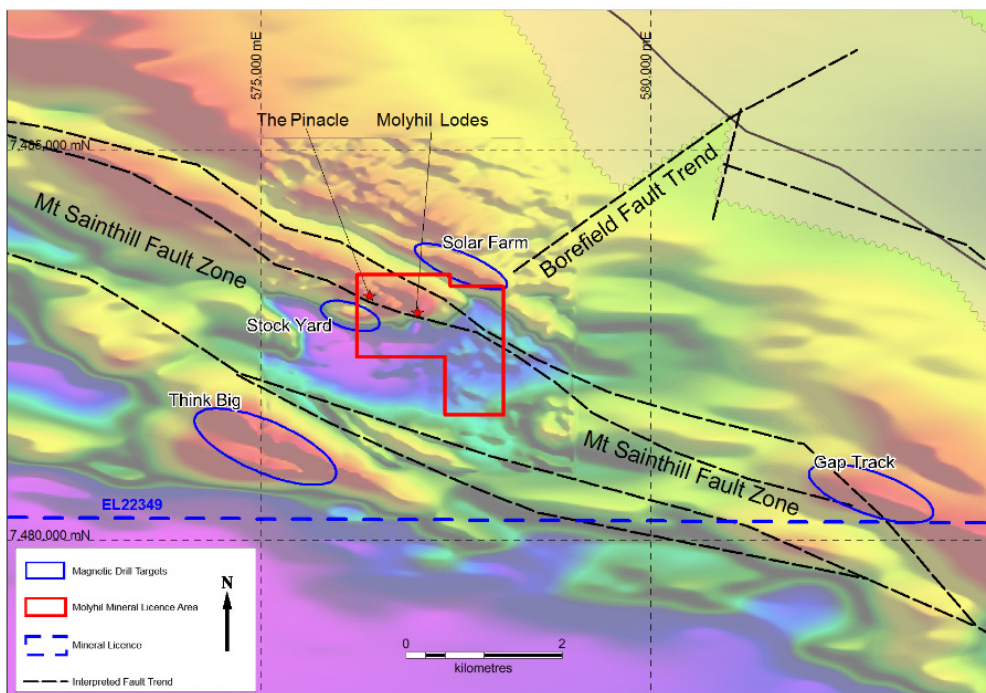 575,000 mE
580,000 mE
The Pinacle
Molyhil Lodes
7,485,000 mN
Borefield Fault Trend
Mt Sainthill Fault Zone
Solar Farm
Stock Yard
Think Big
Mt Sainthill Fault Zone
Gap Track
EL22349
7,480,000 mN
Magnetic Drill Targets
Molyhil Mineral Licence Area
Mineral Licence
Interpreted Fault Trend
N
0
2
kilometres